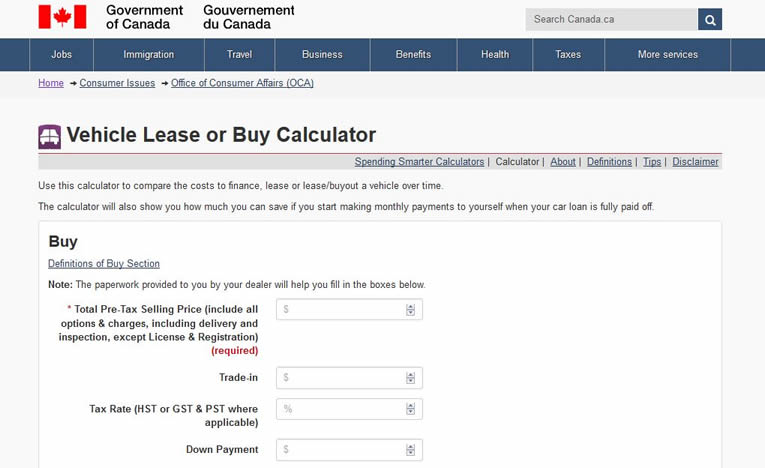 Government of Canada
Gouvernement du Canada
Search Canada.ca
Jobs Immigration Travel Business Benefits Health Taxes More services
Home ➔ Consumer Issues ➔ Office of Consumer Affairs (OCA)
Vehicle Lease or Buy Calculator
Spending Smarter Calculators | Calculator | About | Definitions | Tips | Disclaimer
Use this calculator to compare the costs to finance, lease or lease/buyout a vehicle over time.
The calculator will also show you how much you can save if you start making monthly payments to yourself when your car loan is fully paid off.
Buy
Definitions of Buy Section
Note: The paperwork provided to you by your dealer will help you fill in the boxes below.
* Total Pre-Tax Selling Price (include all
options & charges, including delivery and
inspection, except License & Registration)
(required)
$
Trade-in
$
Tax Rate (HST or GST & PST where
applicable)
%
Down Payment
$